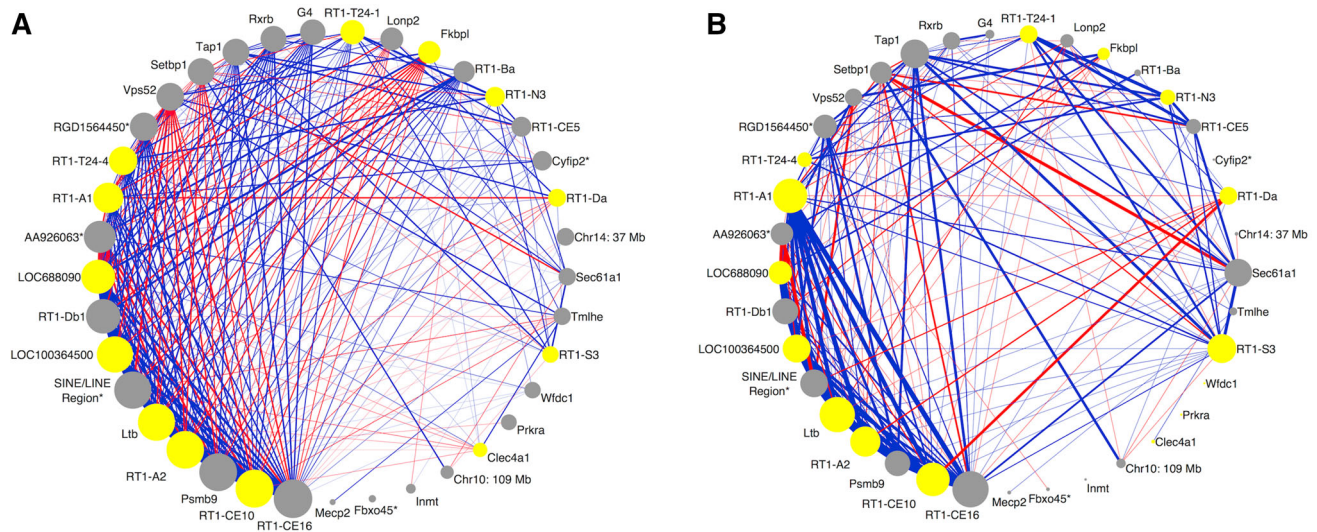 A
G4
RT1-T24-1
Rxrb
Lonp2
Tap1
Fkbpl
Setbp1
RT1-Ba
Vps52
RT1-N3
RGD1564450*
RT1-CE5
RT1-T24-4
Cyfip2*
RT1-A1
RT1-Da
AA926063*
Chr14: 37 Mb
LOC688090
Sec61a1
RT1-Db1
Tmlhe
LOC100364500
RT1-S3
SINE/LINE
Region*
Wfdc1
Ltb
Prkra
RT1-A2
Clec4a1
Psmb9
Chr10: 109 Mb
RT1-CE10
Inmt
RT1-CE16
Mecp2
Fbxo45*
B
G4
RT1-T24-1
Rxrb
Lonp2
Tap1
Fkbpl
Setbp1
RT1-Ba
Vps52
RT1-N3
RGD1564450*
RT1-CE5
RT1-T24-4
Cyfip2*
RT1-A1
RT1-Da
AA926063*
Chr14: 37 Mb
LOC688090
Sec61a1
RT1-Db1
Tmlhe
LOC100364500
RT1-S3
SINE/LINE
Region*
Wfdc1
Ltb
Prkra
RT1-A2
Clec4a1
Psmb9
Chr10: 109 Mb
RT1-CE10
Inmt
RT1-CE16
Mecp2
Fbxo45*